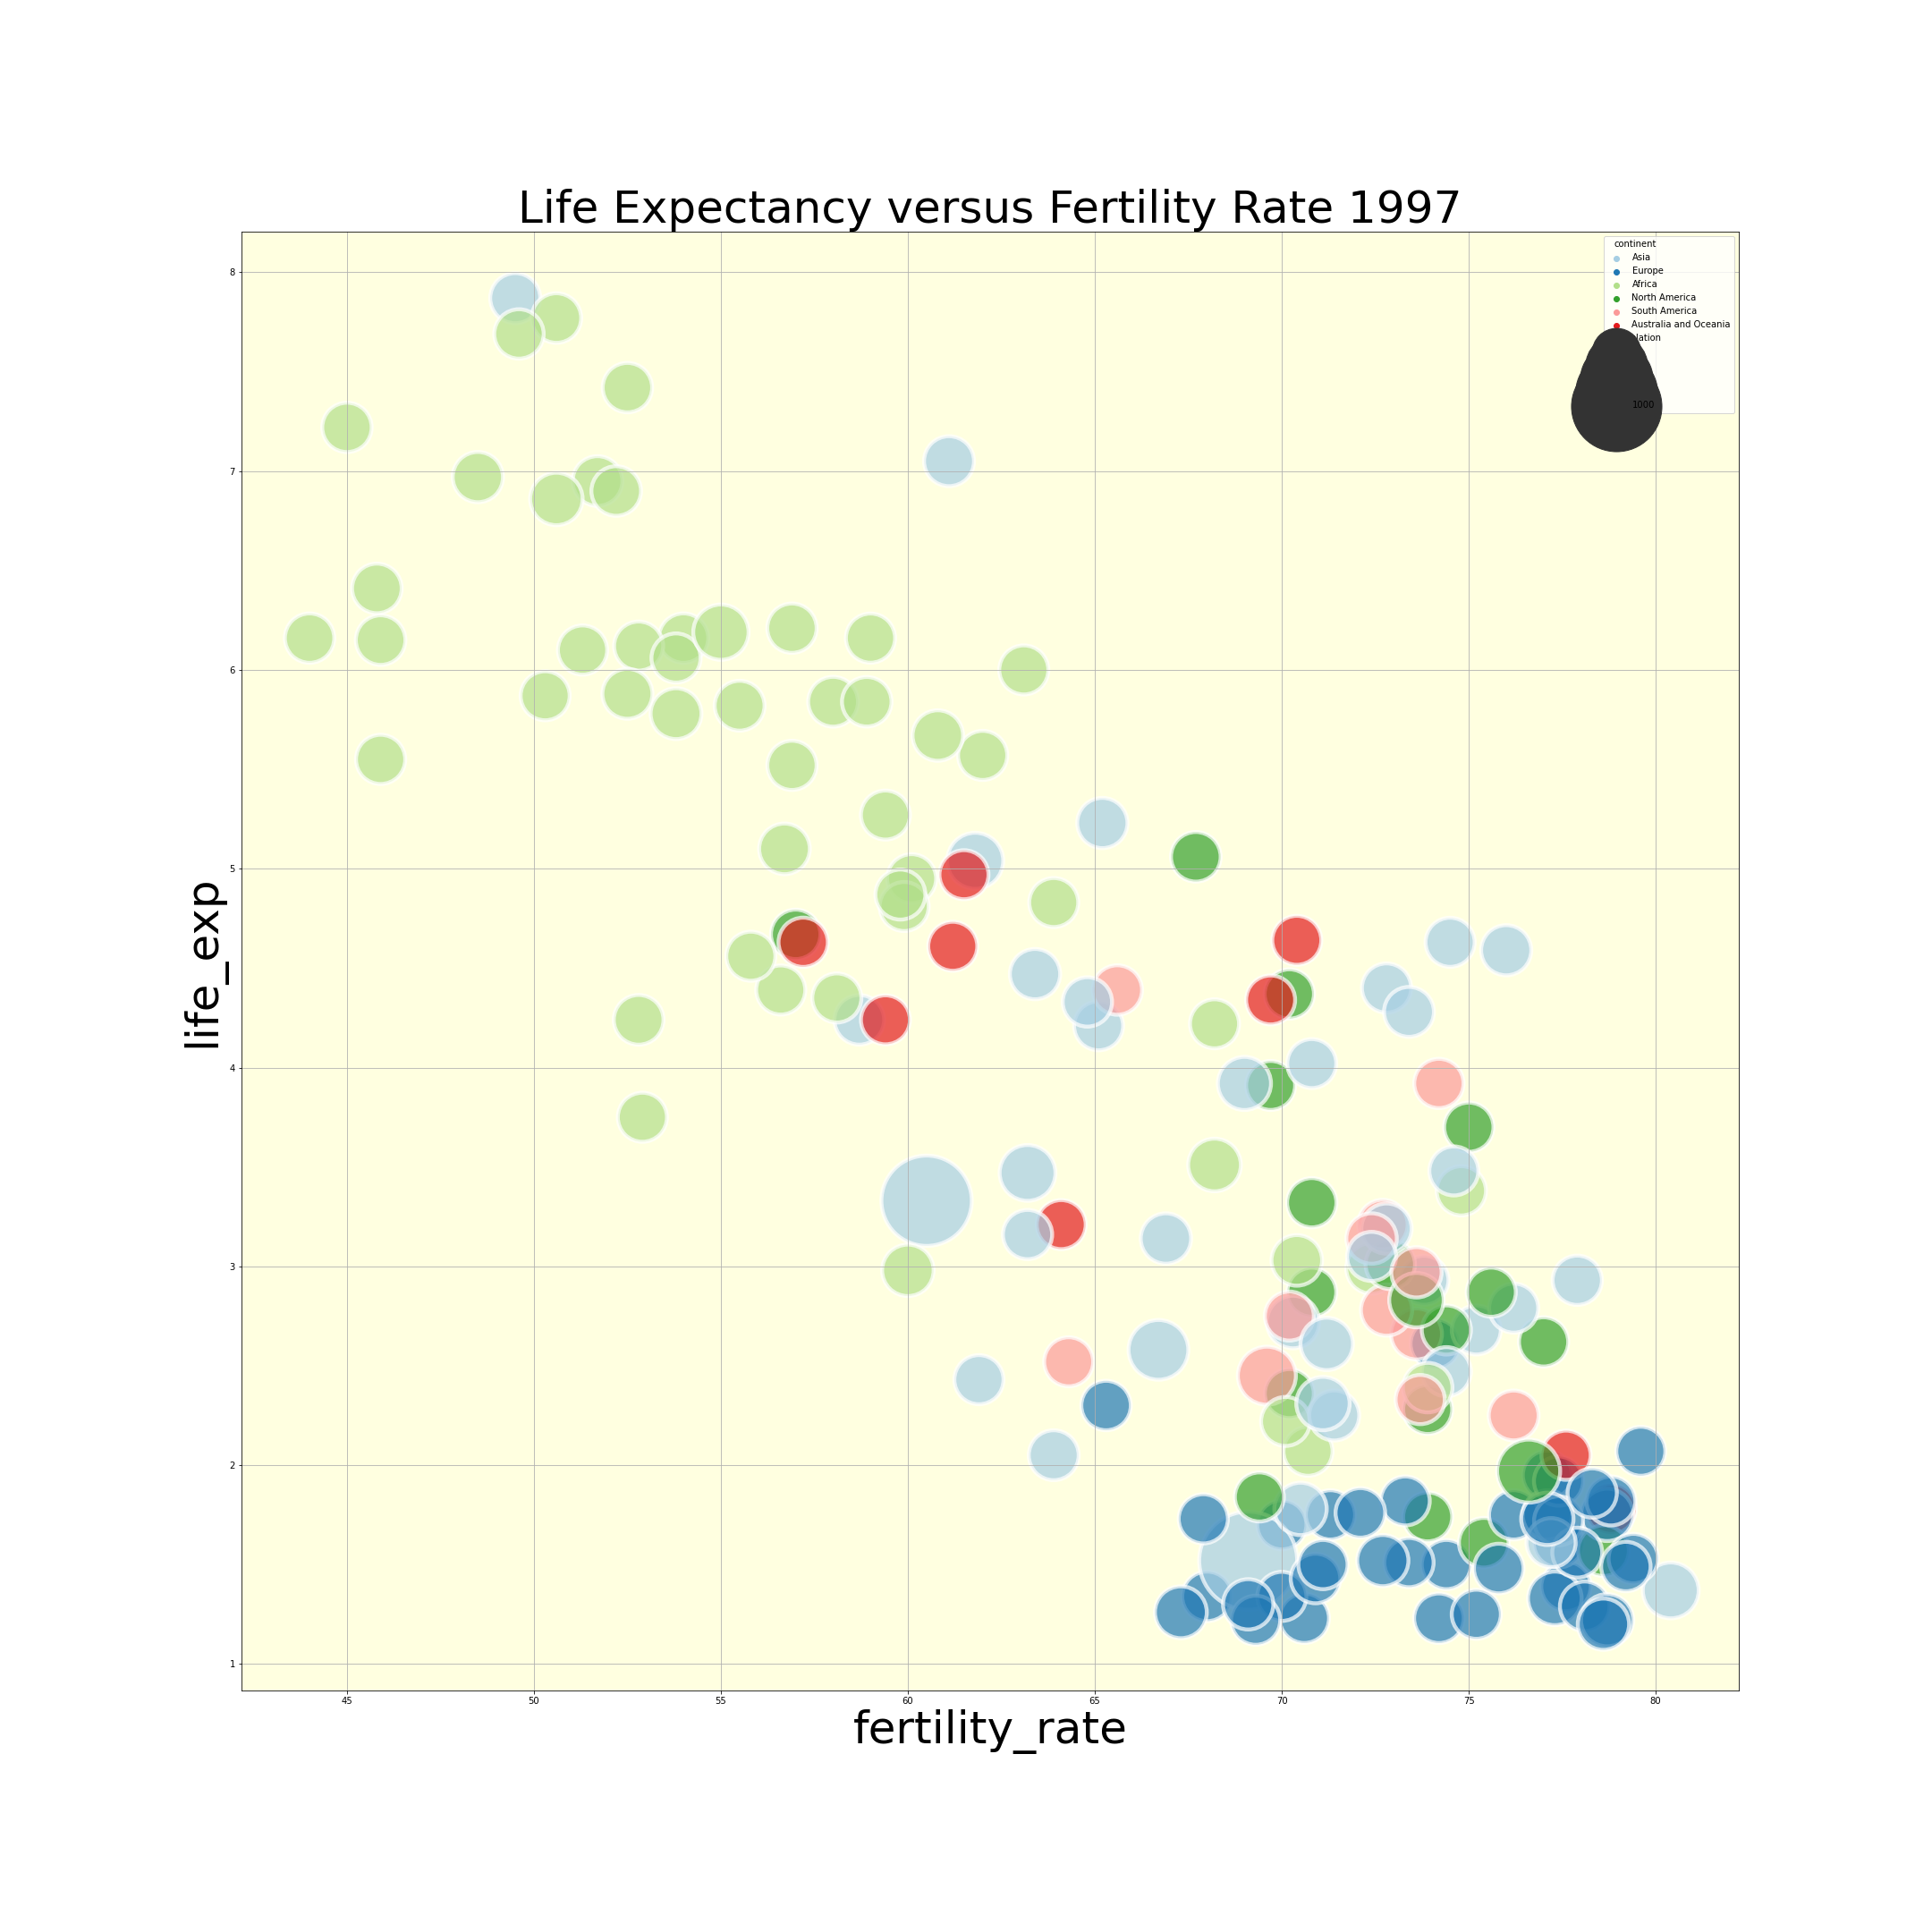 Life Expectancy versus Fertility Rate 1997
continent
Asia
Europe
Africa
North America
South America
Australia and Oceania
1000
8
7
6
5
4
3
2
1
life_exp
45 50 55 60 65 70 75 80
fertility_rate